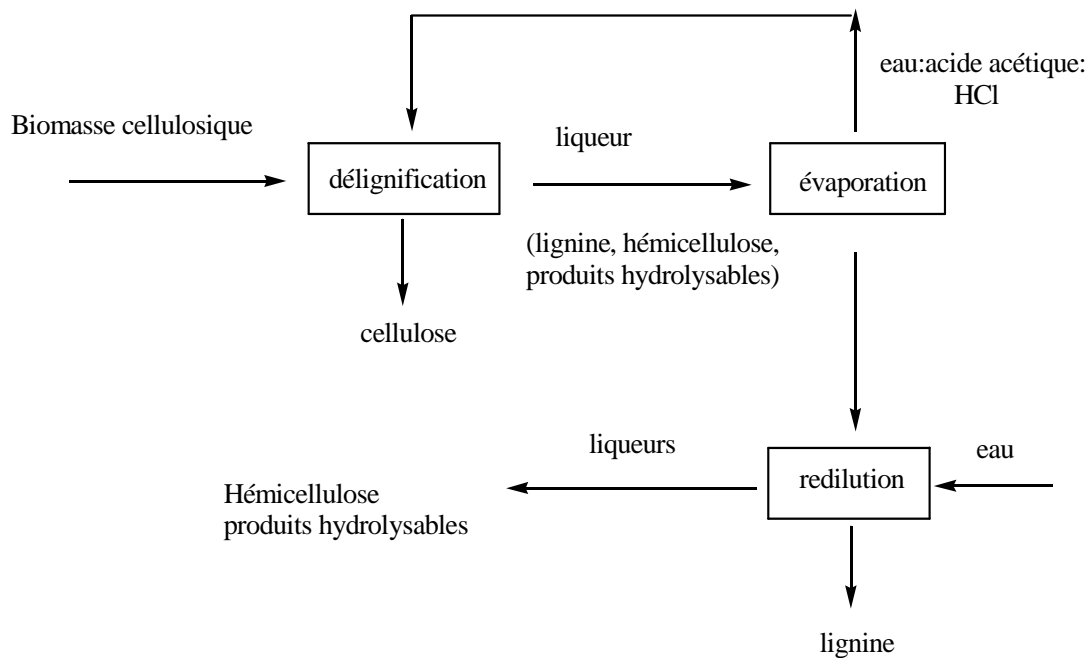 eau:acide acétique:
HCl
Biomasse cellulosique
délignification
liqueur
évaporation
(lignine, hémicellulose,
produits hydrolysables)
cellulose
liqueurs
eau
redilution
Hémicellulose
produits hydrolysables
lignine